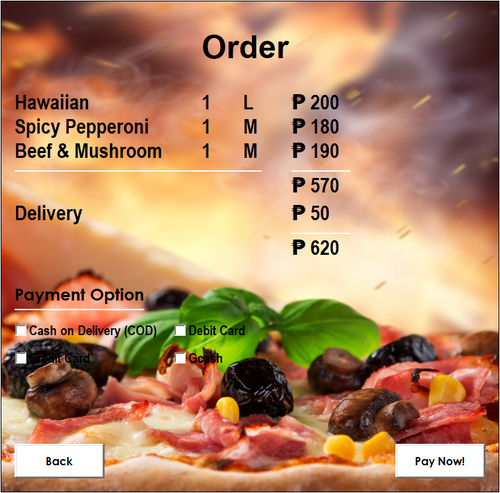 Order
Hawaiian 1 L ₱ 200
Spicy Pepperoni 1 M ₱ 180
Beef & Mushroom 1 M ₱ 190
₱ 570
Delivery ₱ 50
₱ 620
Payment Option
Cash on Delivery (COD) Debit Card
Credit Card Gcash
Back Pay Now!